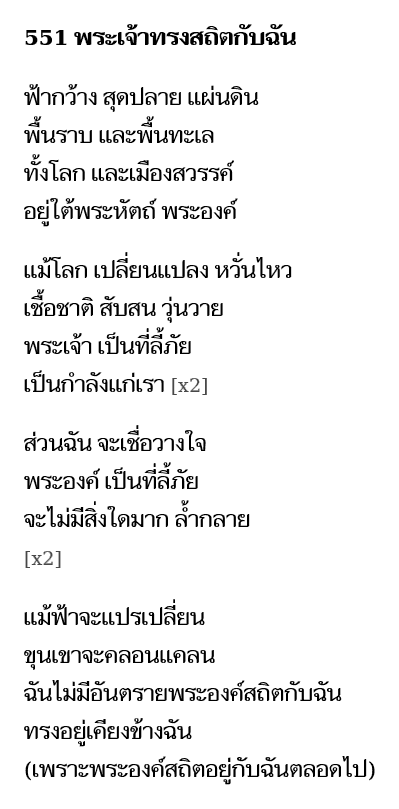 551 พระเจ้าทรงสถิตกับฉัน
ฟ้ากว้าง สุดปลาย แผ่นดิน
พื้นราบ และพื้นทะเล
ทั้งโลก และเมืองสวรรค์
อยู่ใต้พระหัตถ์ พระองค์
แม้โลก เปลี่ยนแปลง หวั่นไหว
เชื้อชาติ สับสน วุ่นวาย
พระเจ้า เป็นที่ลี้ภัย
เป็นกำลังแก่เรา [x2]
ส่วนฉัน จะเชื่อวางใจ
พระองค์ เป็นที่ลี้ภัย
จะไม่มีสิ่งใดมาก ล้ำกลาย
[x2]
แม้ฟ้าจะแปรเปลี่ยน
ขุนเขาจะคลอนแคลน
ฉันไม่มีอันตรายพระองค์สถิตกับฉัน
ทรงอยู่เคียงข้างฉัน
(เพราะพระองค์สถิตอยู่กับฉันตลอดไป)